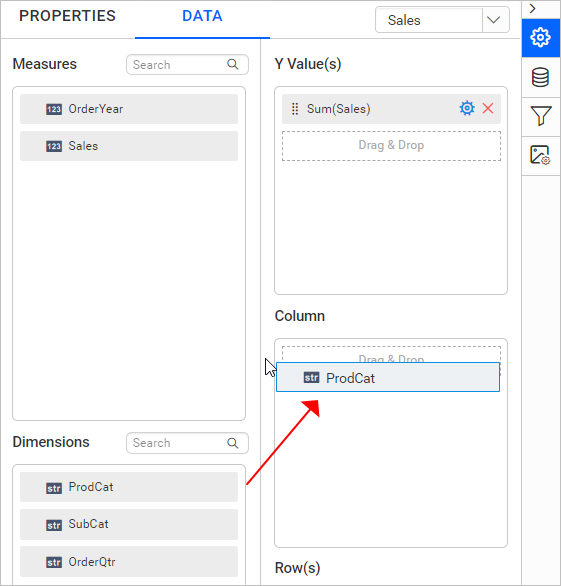 PROPERTIES
DATA
Sales
Measures
Search
123 OrderYear
123 Sales
Y Value(s)
Sum(Sales)
Drag & Drop
Column
Drag & Drop
str ProdCat
Dimensions
Search
str ProdCat
str SubCat
str OrderQtr
Row(s)